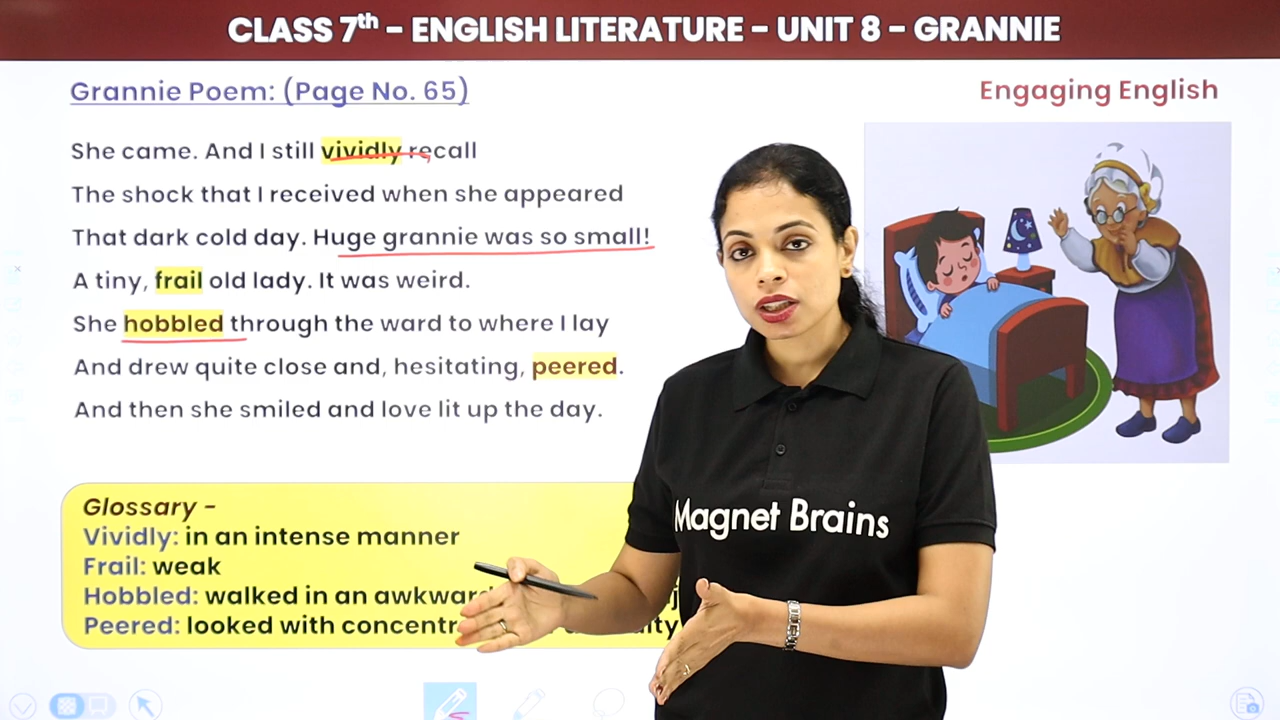 CLASS 7th - ENGLISH LITERATURE - UNIT 8 - GRANNIE
Grannie Poem: (Page No. 65)
Engaging English
She came. And I still vividly recall
The shock that I received when she appeared
That dark cold day. Huge grannie was so small!
A tiny, frail old lady. It was weird.
She hobbled through the ward to where I lay
And drew quite close and, hesitating, peered.
And then she smiled and love lit up the day.
Glossary -
Vividly: in an intense manner
Frail: weak
Hobbled: walked in an
Peered: looked with
Magnet Brains